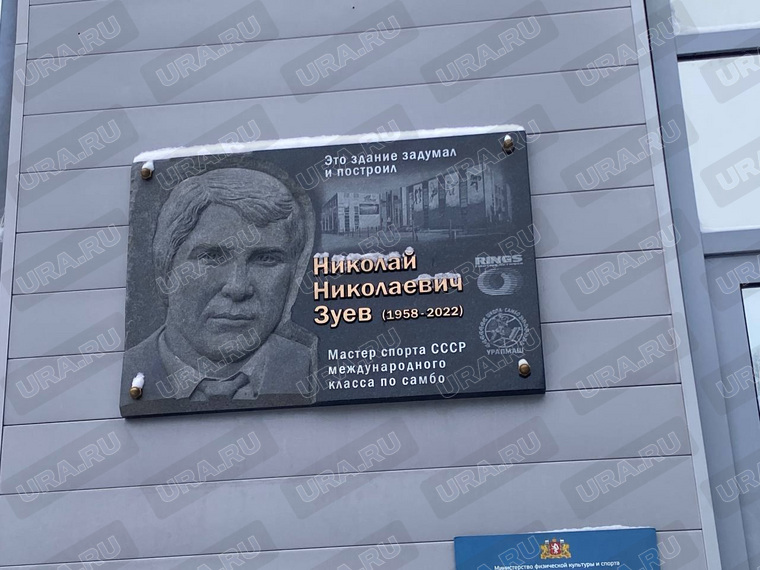 Это здание задумал
и построил
Николай
Николаевич
Зуев (1958-2022)
Мастер спорта СССР
международного
класса по самбо
RINGS
УРАЛМАШ
Министерство физической культуры и спорта
URA.RU